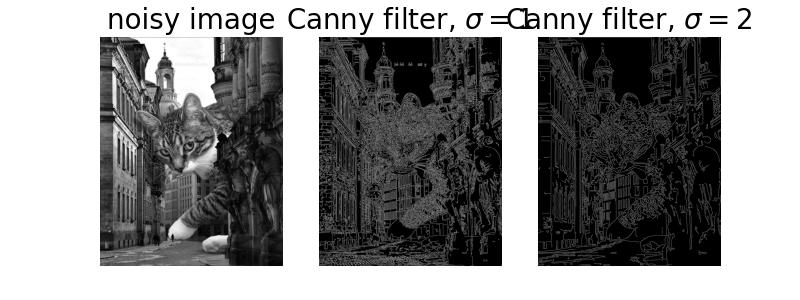 noisy image
Canny filter, σ = 1
Canny filter, σ = 2